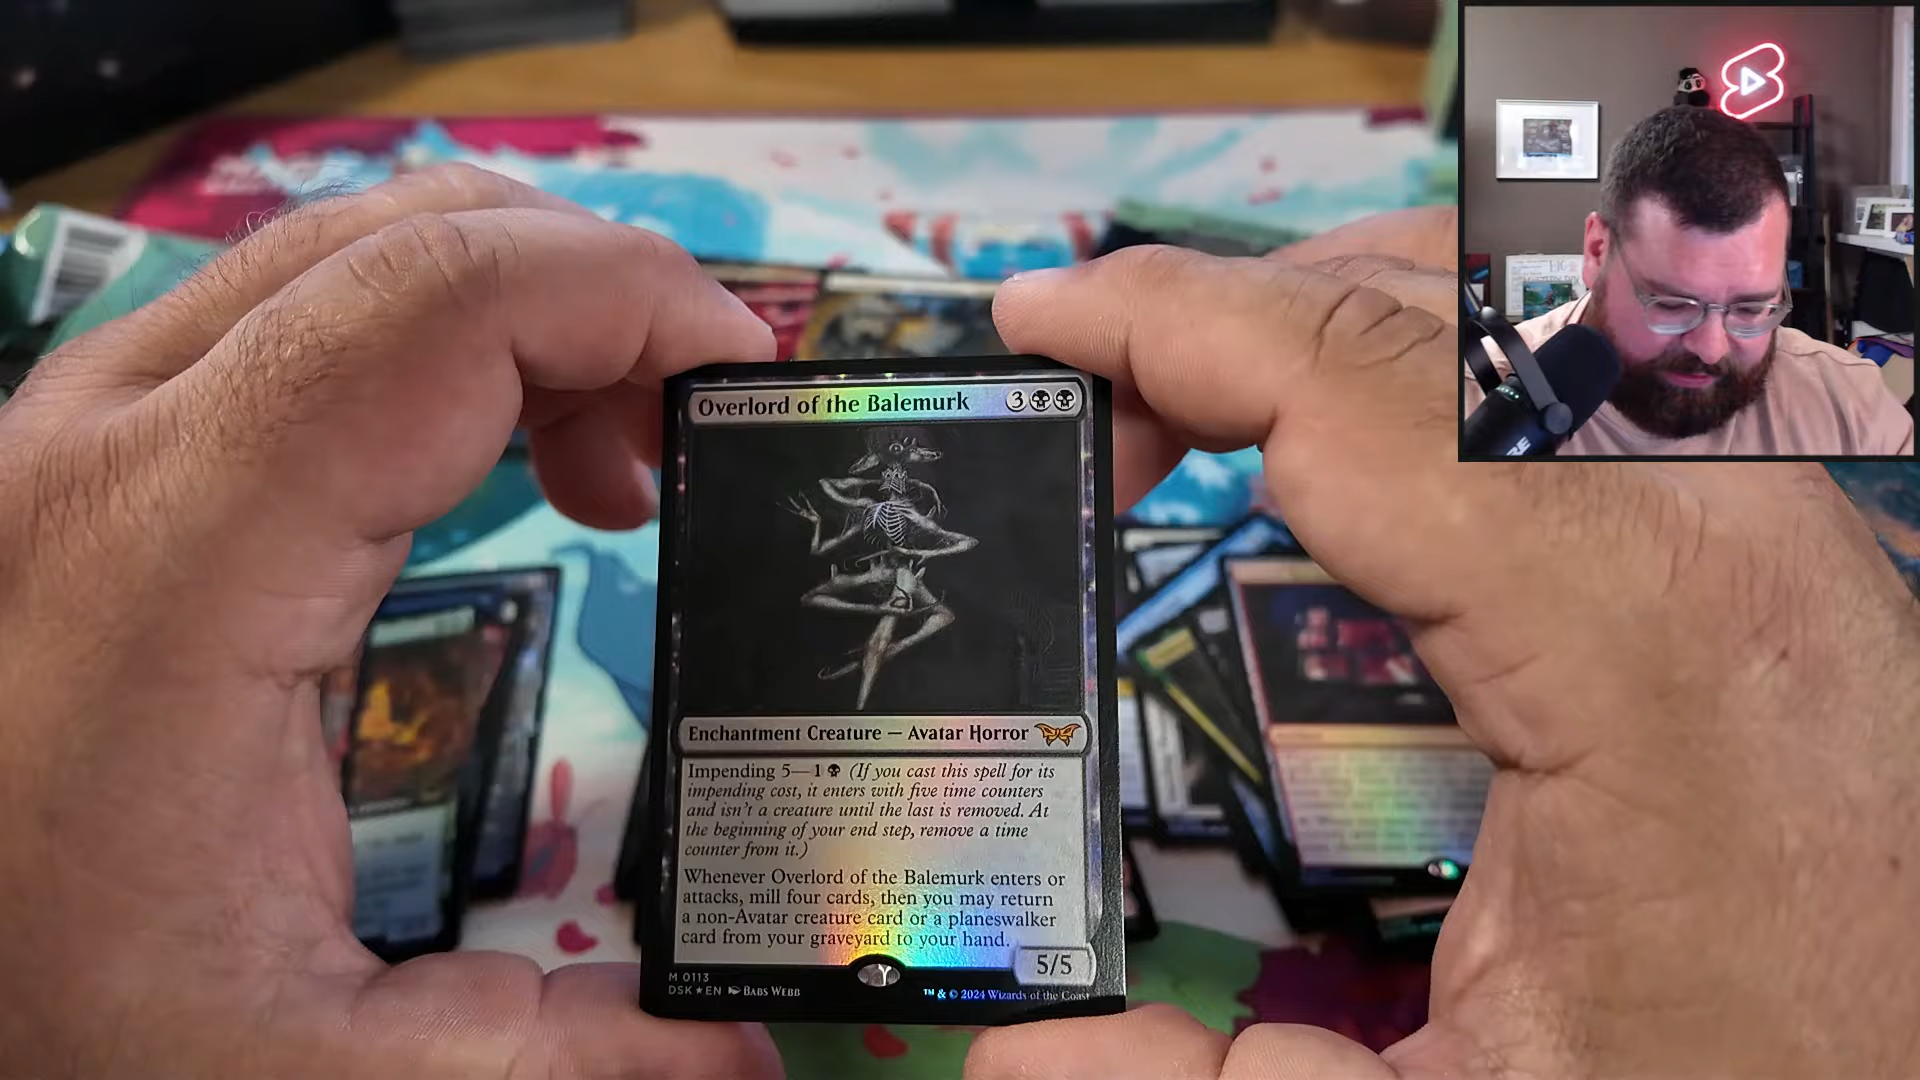 Overlord of the Balemurk 3
Enchantment Creature — Avatar Horror
Impending 5—1 (If you cast this spell for its
impending cost, it enters with five time counters
and isn't a creature until the last is removed. At
the beginning of your end step, remove a time
counter from it.)
Whenever Overlord of the Balemurk enters or
attacks, mill four cards, then you may return
a non-Avatar creature card or a planeswalker
card from your graveyard to your hand.
5/5
M 0113
DSK ★ EN BABS WEBB
™ & © 2024 Wizards of the Coast